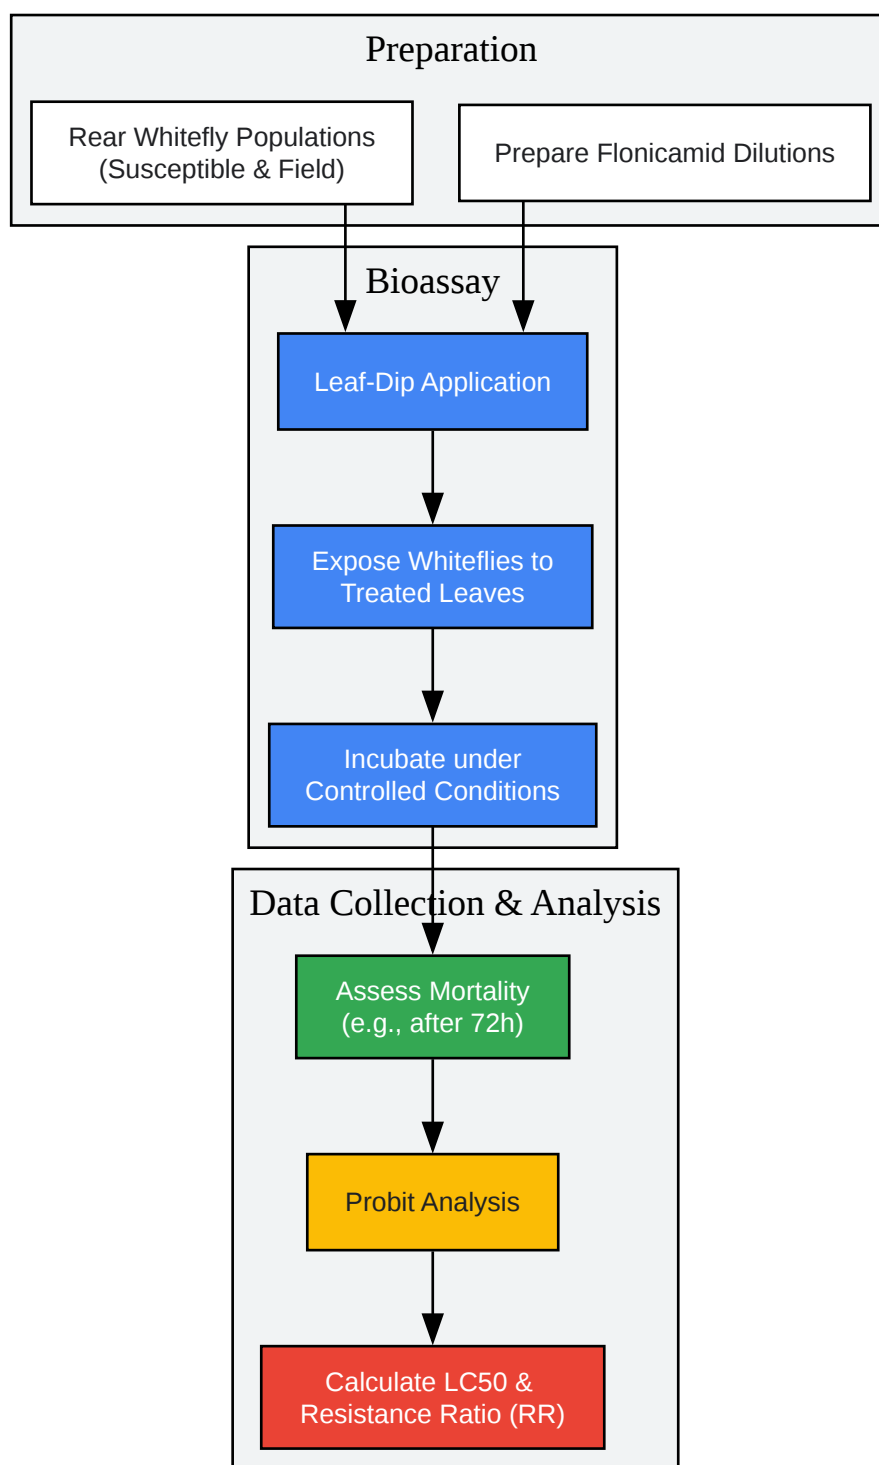 Preparation
Rear Whitefly Populations
(Susceptible & Field)
Prepare Flonicamid Dilutions
Bioassay
Leaf-Dip Application
Expose Whiteflies to
Treated Leaves
Incubate under
Controlled Conditions
Data Collection & Analysis
Assess Mortality
(e.g., after 72h)
Probit Analysis
Calculate LC50 &
Resistance Ratio (RR)